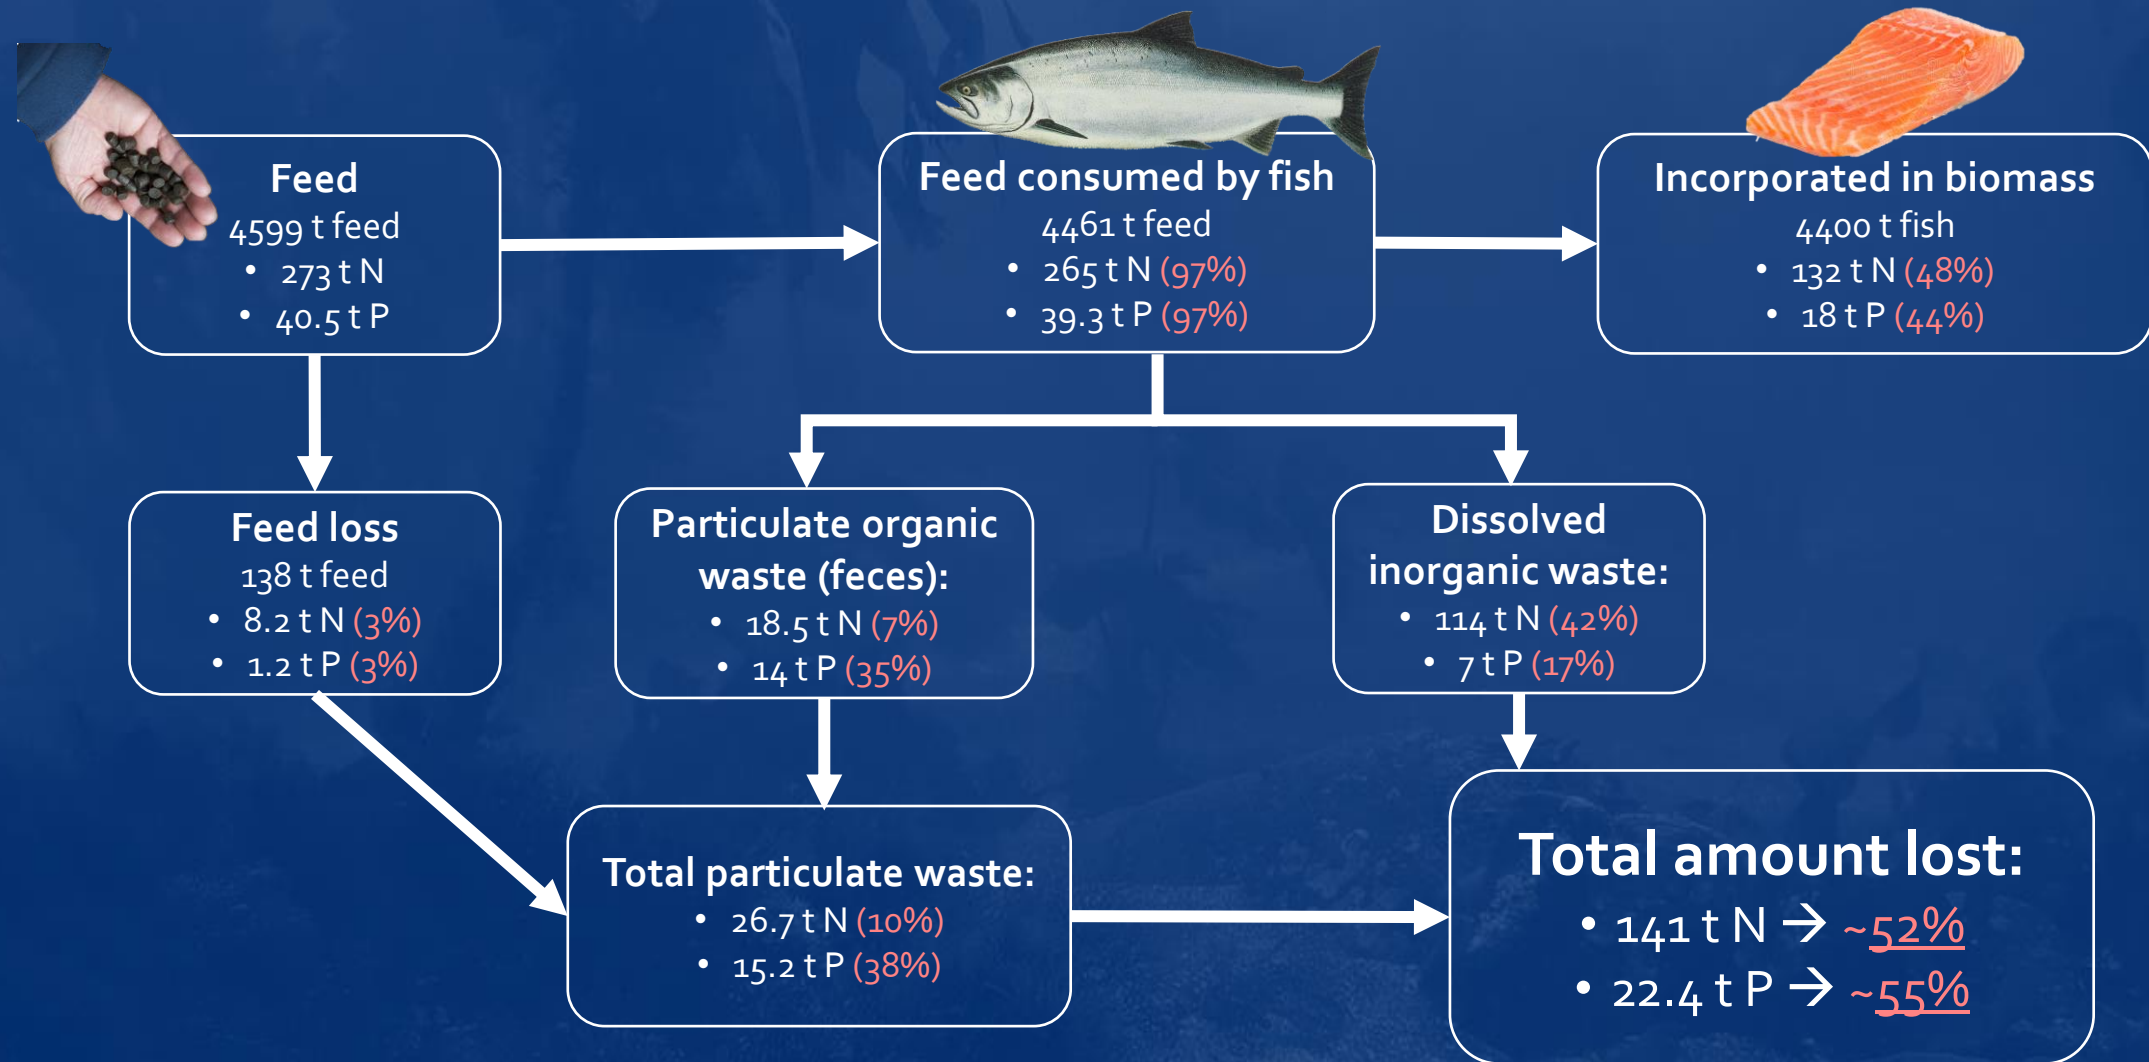 Feed
4599 t feed
• 273 t N
• 40.5 t P
Feed consumed by fish
4461 t feed
• 265 t N (97%)
• 39.3 t P (97%)
Incorporated in biomass
4400 t fish
• 132 t N (48%)
• 18 t P (44%)
Feed loss
138 t feed
• 8.2 t N (3%)
• 1.2 t P (3%)
Particulate organic
waste (feces):
• 18.5 t N (7%)
• 14 t P (35%)
Dissolved
inorganic waste:
• 114 t N (42%)
• 7 t P (17%)
Total particulate waste:
• 26.7 t N (10%)
• 15.2 t P (38%)
Total amount lost:
• 141 t N → ~52%
• 22.4 t P → ~55%